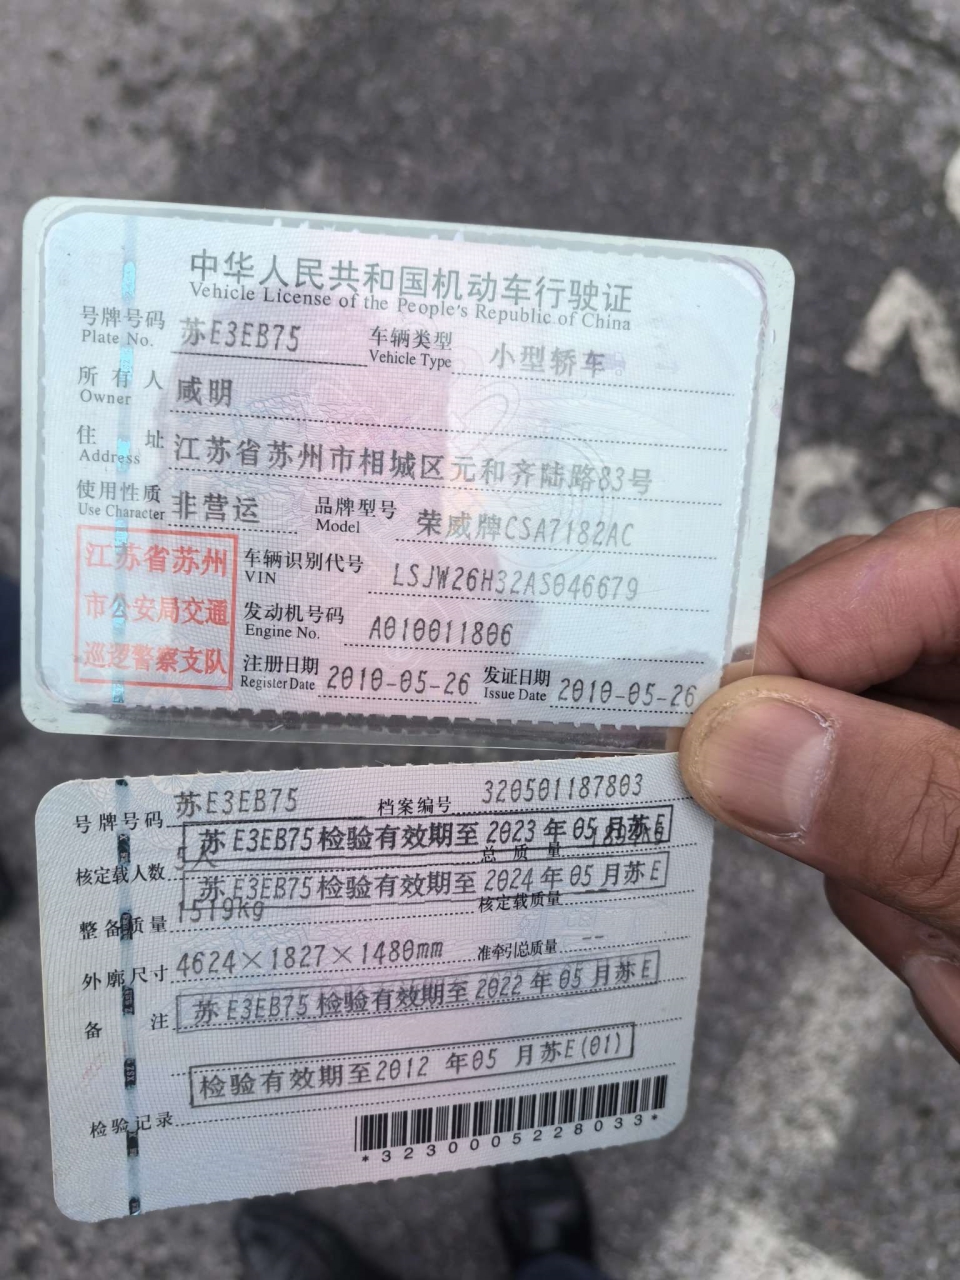 中华人民共和国机动车行驶证
Vehicle License of the People's Republic of China
号牌号码 苏E3EB75 车辆类型 小型轿车
Plate No. Vehicle Type
所有人 咸明
Owner
住址 江苏省苏州市相城区元和齐陆路83号
Address
使用性质 非营运 品牌型号 荣威牌CSA7182AC
Use Character Model
江苏省苏州
市公安局交通
巡逻警察支队
车辆识别代号 LSJW26H32AS046679
VIN
发动机号码 A010011806
Engine No.
注册日期 2010-05-26 发证日期 2010-05-26
Register Date Issue Date
号牌号码 苏E3EB75 档案编号 320501187803
苏E3EB75检验有效期至2023年05月苏E
核定载人数 5人 总质量
苏E3EB75检验有效期至2024年05月苏E
整备质量 1519kg 核定载质量
外廓尺寸 4624×1827×1480mm 准牵引总质量 --
苏E3EB75检验有效期至2022年05月苏E
备注
检验有效期至2012 年05 月苏E(01)
检验记录
*3230005228033*